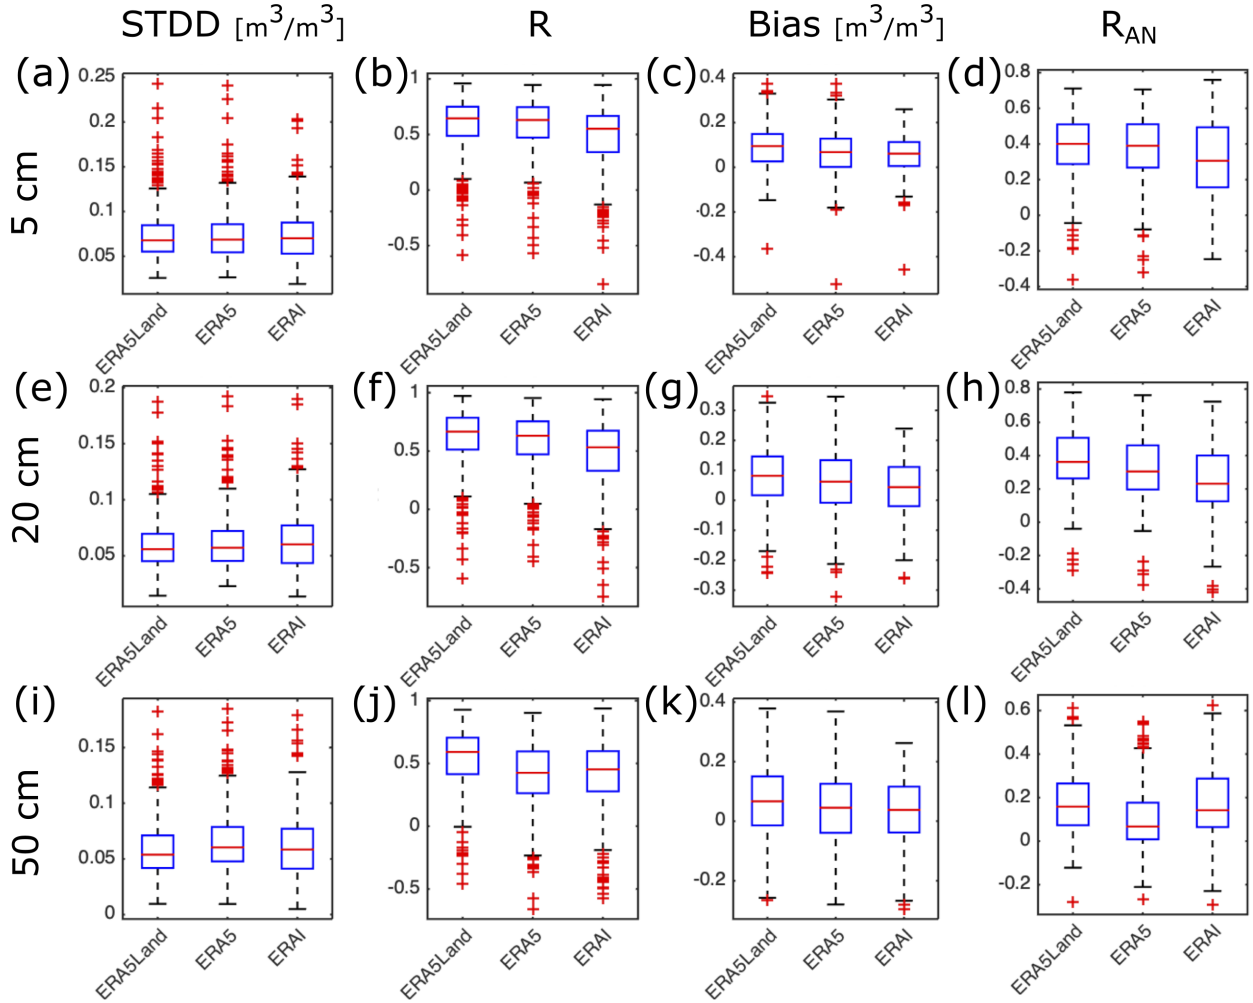 STDD [m³/m³] R Bias [m³/m³] R_AN
(a) (b) (c) (d)
5 cm
0.25 0.2 0.15 0.1 0.05
1 0.5 0 -0.5
0.4 0.2 0 -0.2 -0.4
0.8 0.6 0.4 0.2 0 -0.2 -0.4
ERA5Land ERA5 ERAI ERA5Land ERA5 ERAI ERA5Land ERA5 ERAI ERA5Land ERA5 ERAI
(e) (f) (g) (h)
20 cm
0.2 0.15 0.1 0.05
1 0.5 0 -0.5
0.3 0.2 0.1 0 -0.1 -0.2 -0.3
0.8 0.6 0.4 0.2 0 -0.2 -0.4
ERA5Land ERA5 ERAI ERA5Land ERA5 ERAI ERA5Land ERA5 ERAI ERA5Land ERA5 ERAI
(i) (j) (k) (l)
50 cm
0.15 0.1 0.05 0
1 0.5 0 -0.5
0.4 0.2 0 -0.2
0.6 0.4 0.2 0 -0.2
ERA5Land ERA5 ERAI ERA5Land ERA5 ERAI ERA5Land ERA5 ERAI ERA5Land ERA5 ERAI